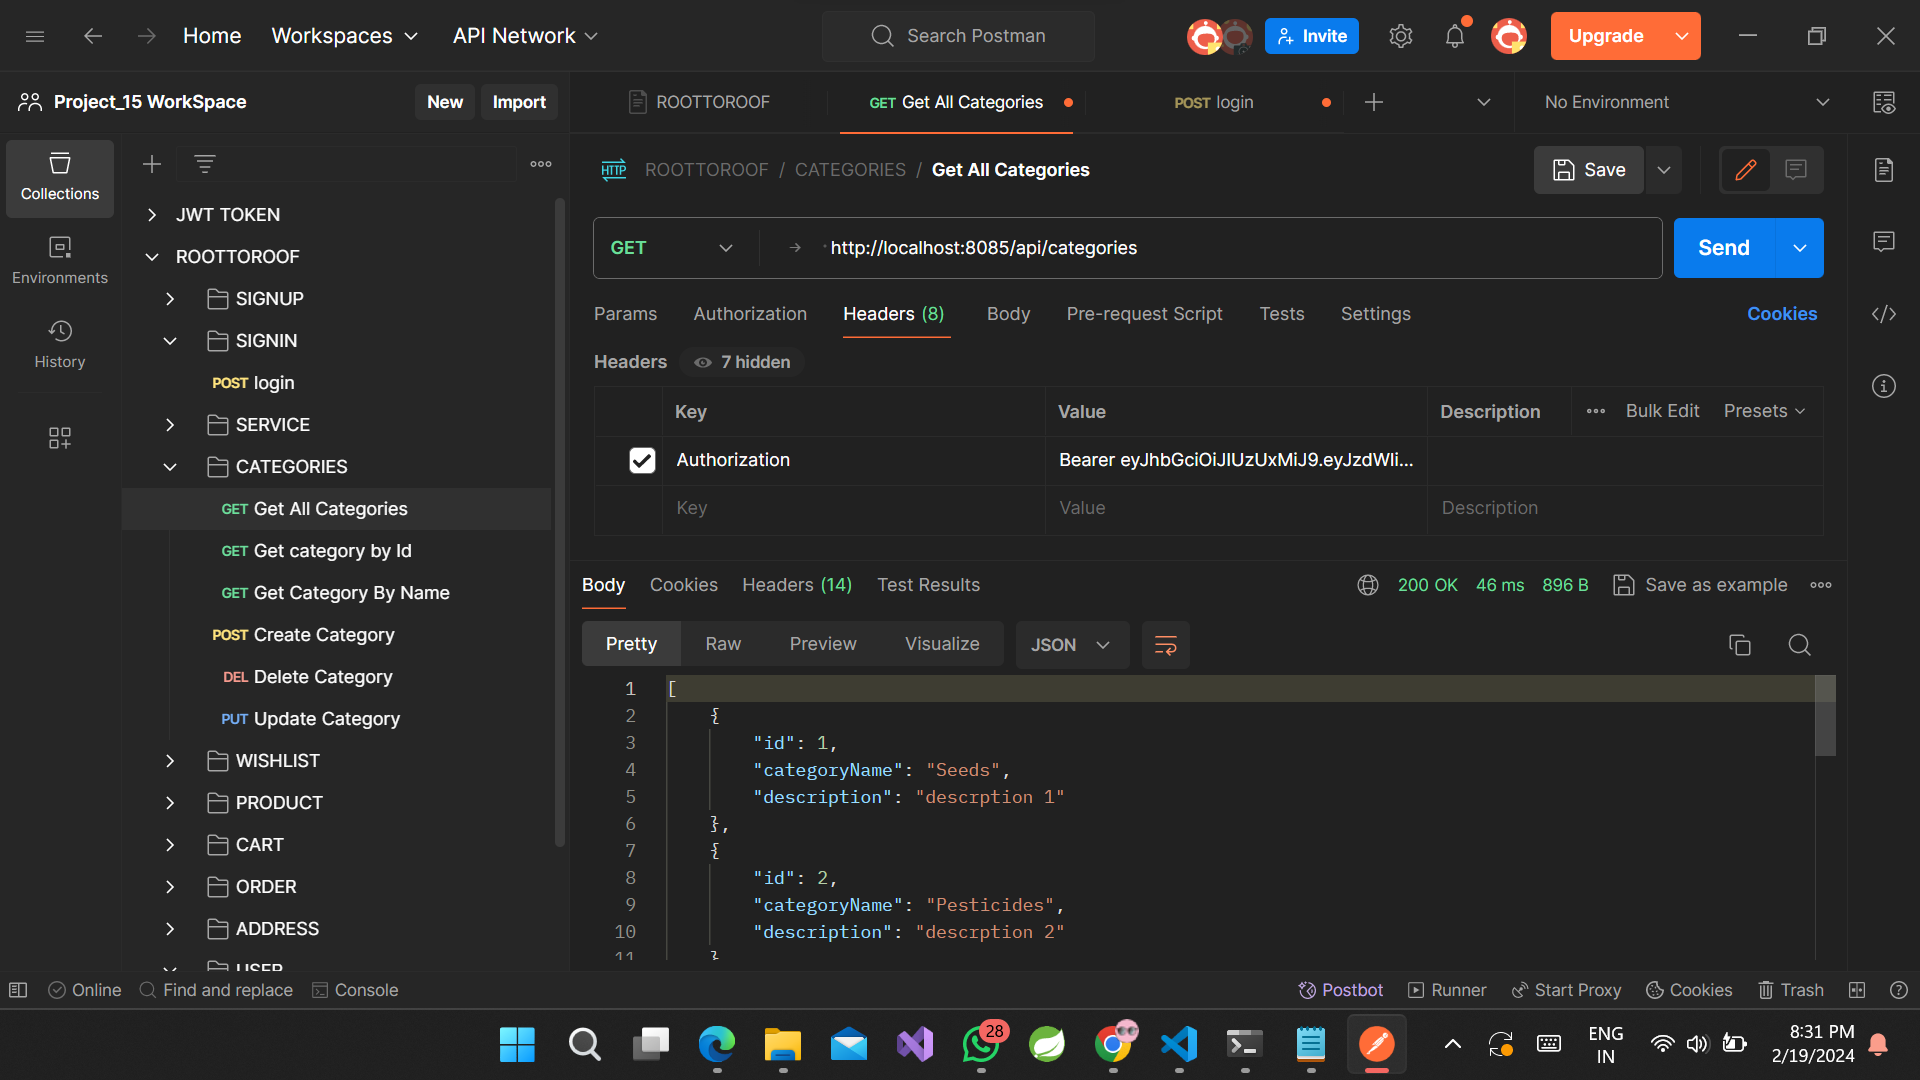 Home Workspaces API Network Search Postman Invite Upgrade
Project_15 WorkSpace New Import
ROOTTOROOF GET Get All Categories POST login No Environment
Collections
Environments
History
JWT TOKEN
ROOTTOROOF
SIGNUP
SIGNIN
POST login
SERVICE
CATEGORIES
GET Get All Categories
GET Get category by Id
GET Get Category By Name
POST Create Category
DEL Delete Category
PUT Update Category
WISHLIST
PRODUCT
CART
ORDER
ADDRESS
USER
HTTP ROOTTOROOF / CATEGORIES / Get All Categories Save
GET http://localhost:8085/api/categories Send
Params Authorization Headers (8) Body Pre-request Script Tests Settings Cookies
Headers 7 hidden
Key Value Description Bulk Edit Presets
Authorization Bearer eyJhbGciOiJIUzUxMiJ9.eyJzdWIi...
Key Value Description
Body Cookies Headers (14) Test Results 200 OK 46 ms 896 B Save as example
Pretty Raw Preview Visualize JSON
1 [
2 {
3 "id": 1,
4 "categoryName": "Seeds",
5 "description": "descrption 1"
6 },
7 {
8 "id": 2,
9 "categoryName": "Pesticides",
10 "description": "descrption 2"
11 }
Online Find and replace Console Postbot Runner Start Proxy Cookies Trash
28
ENG
IN
8:31 PM
2/19/2024